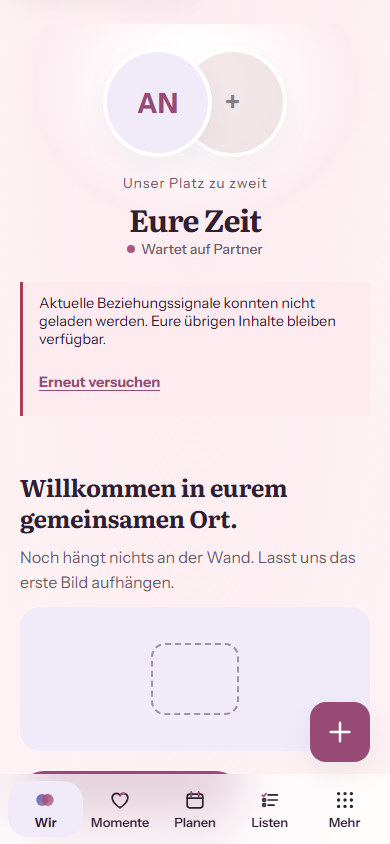 AN
+
Unser Platz zu zweit
Eure Zeit
Wartet auf Partner
Aktuelle Beziehungssignale konnten nicht
geladen werden. Eure übrigen Inhalte bleiben
verfügbar.
Erneut versuchen
Willkommen in eurem
gemeinsamen Ort.
Noch hängt nichts an der Wand. Lasst uns das
erste Bild aufhängen.
Wir
Momente
Planen
Listen
Mehr